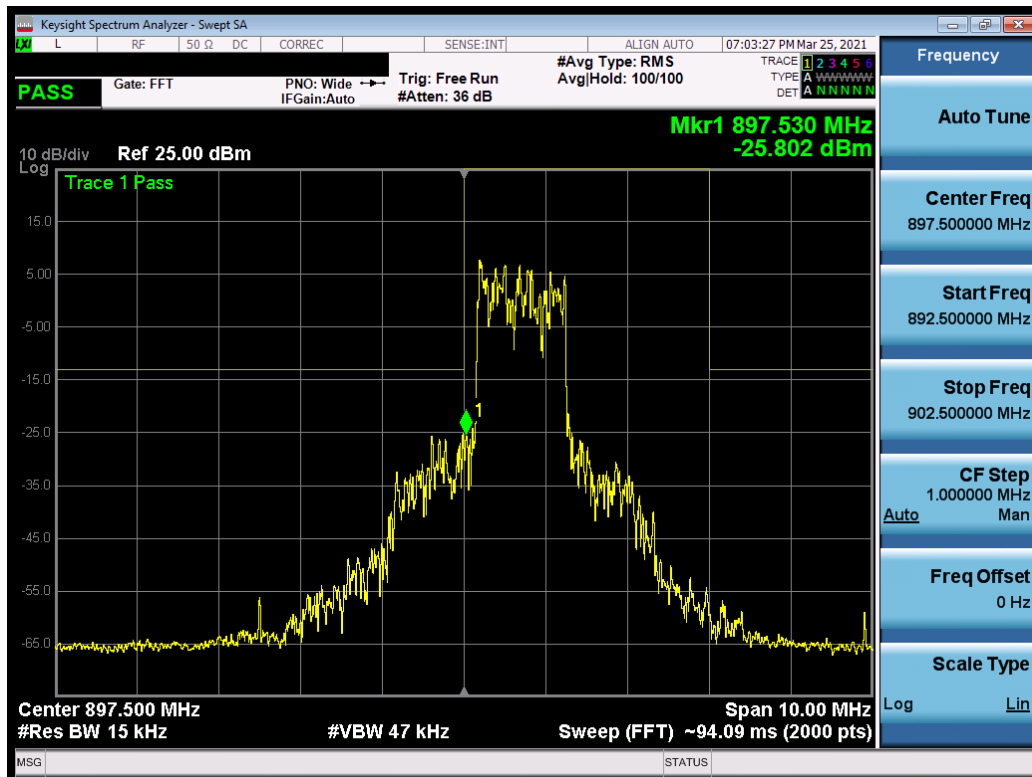 Keysight Spectrum Analyzer - Swept SA
LXI L RF 50 Ω DC CORREC SENSE:INT ALIGN AUTO 07:03:27 PM Mar 25, 2021
Frequency
PASS
Gate: FFT
PNO: Wide
IFGain:Auto
Trig: Free Run
#Atten: 36 dB
#Avg Type: RMS
Avg|Hold: 100/100
TRACE 1 2 3 4 5 6
TYPE A WWWWW
DET A N N N N N
Mkr1 897.530 MHz
-25.802 dBm
10 dB/div Ref 25.00 dBm
Log
Trace 1 Pass
15.0
5.00
-5.00
-15.0
-25.0
-35.0
-45.0
-55.0
-65.0
1
Center 897.500 MHz Span 10.00 MHz
#Res BW 15 kHz #VBW 47 kHz Sweep (FFT) ~94.09 ms (2000 pts)
MSG STATUS
Auto Tune
Center Freq
897.500000 MHz
Start Freq
892.500000 MHz
Stop Freq
902.500000 MHz
CF Step
1.000000 MHz
Auto Man
Freq Offset
0 Hz
Scale Type
Log Lin